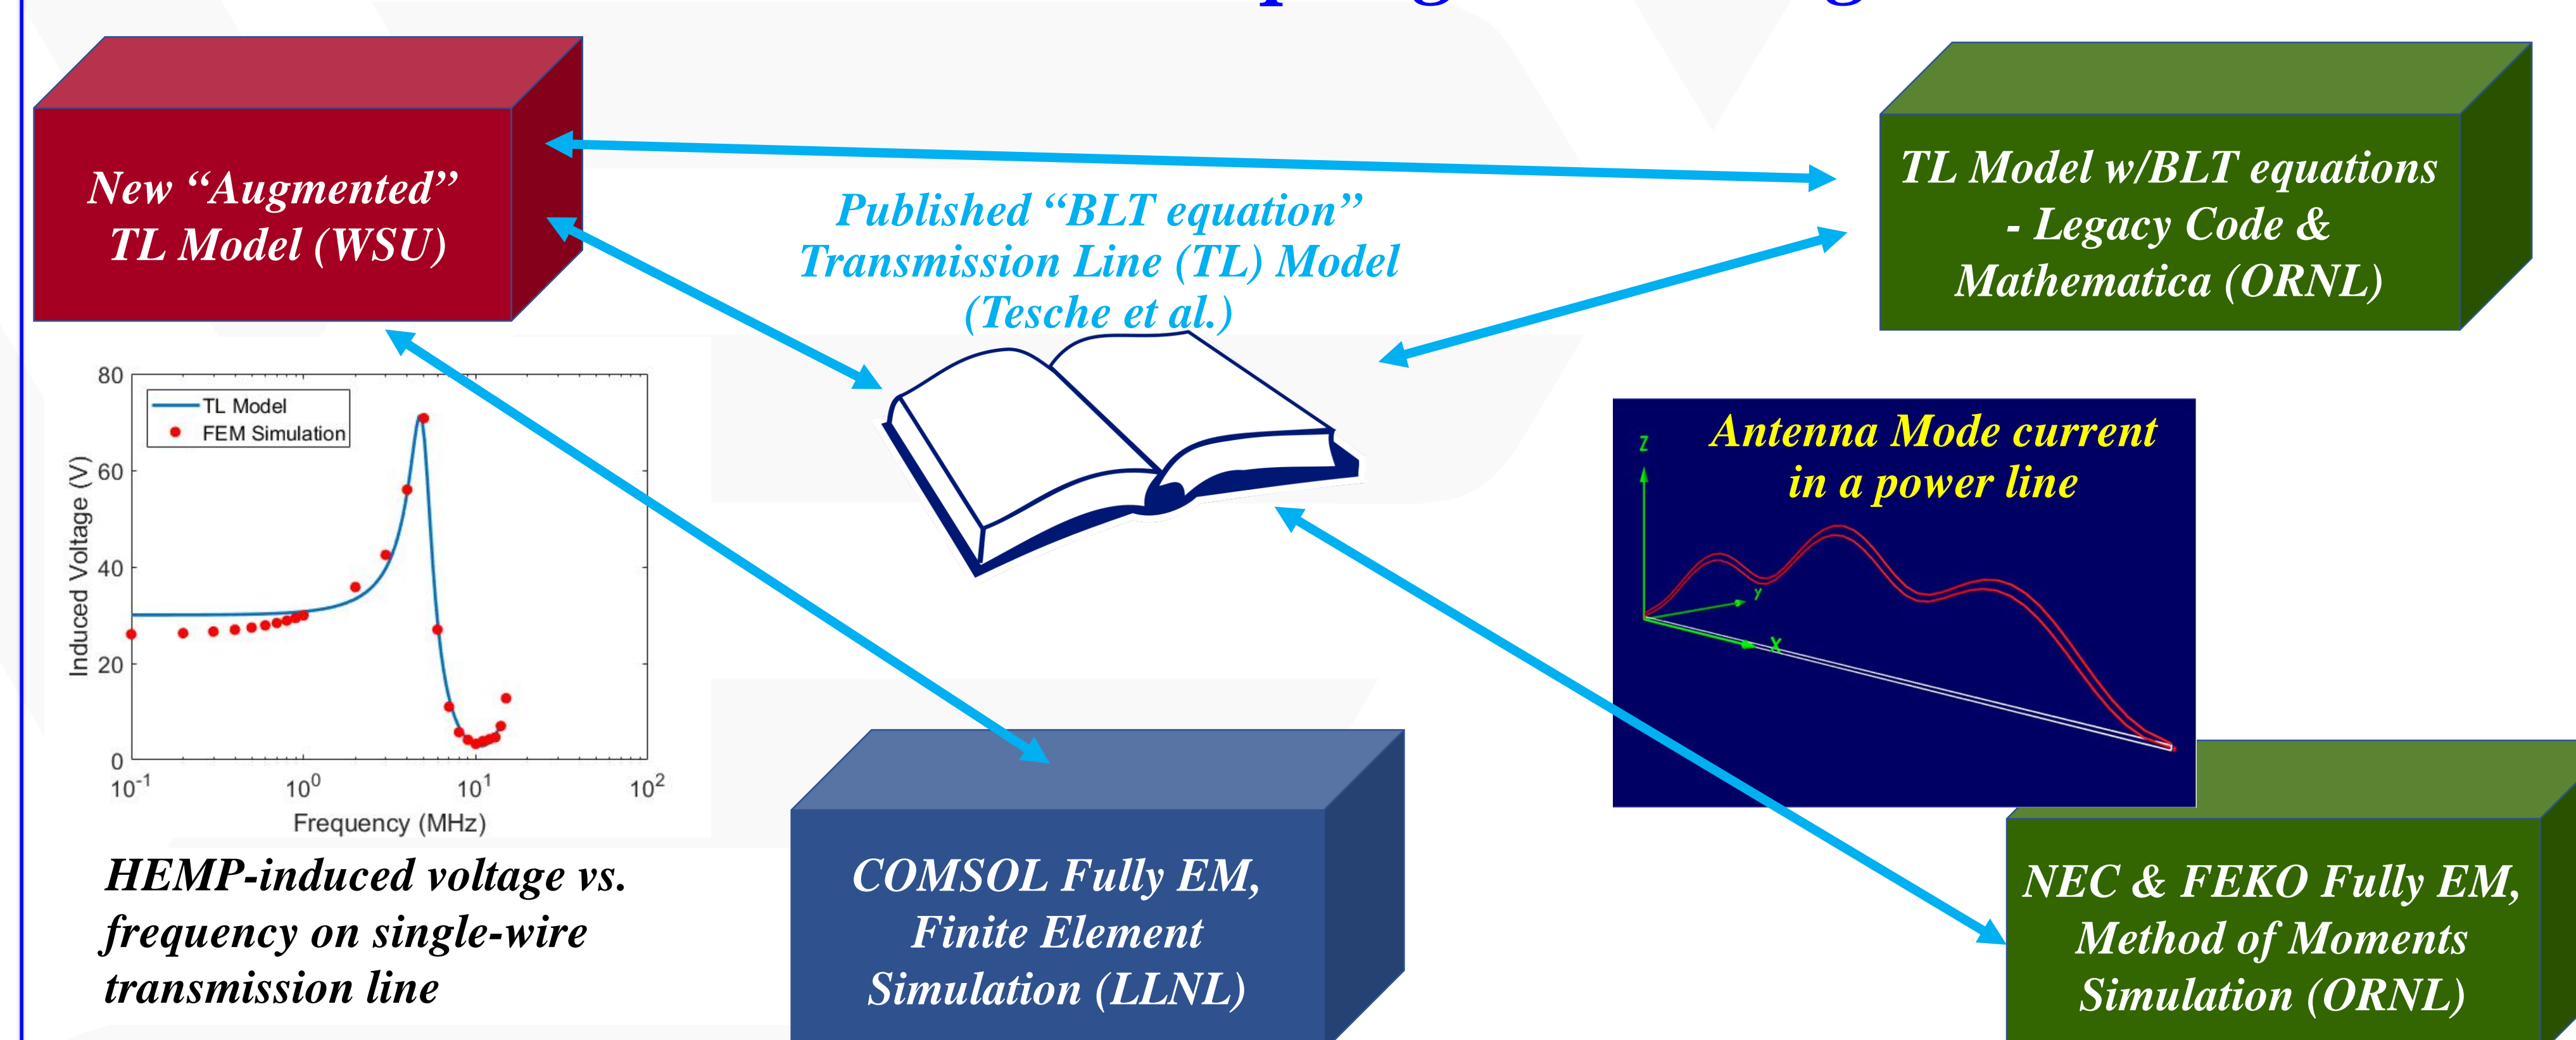 New “Augmented”
TL Model (WSU)
Published “BLT equation”
Transmission Line (TL) Model
(Tesche et al.)
TL Model w/BLT equations
- Legacy Code &
Mathematica (ORNL)
80
60
40
20
0
Induced Voltage (V)
TL Model
FEM Simulation
10-1
100
101
102
Frequency (MHz)
HEMP-induced voltage vs.
frequency on single-wire
transmission line
Antenna Mode current
in a power line
Z
y
X
COMSOL Fully EM,
Finite Element
Simulation (LLNL)
NEC & FEKO Fully EM,
Method of Moments
Simulation (ORNL)